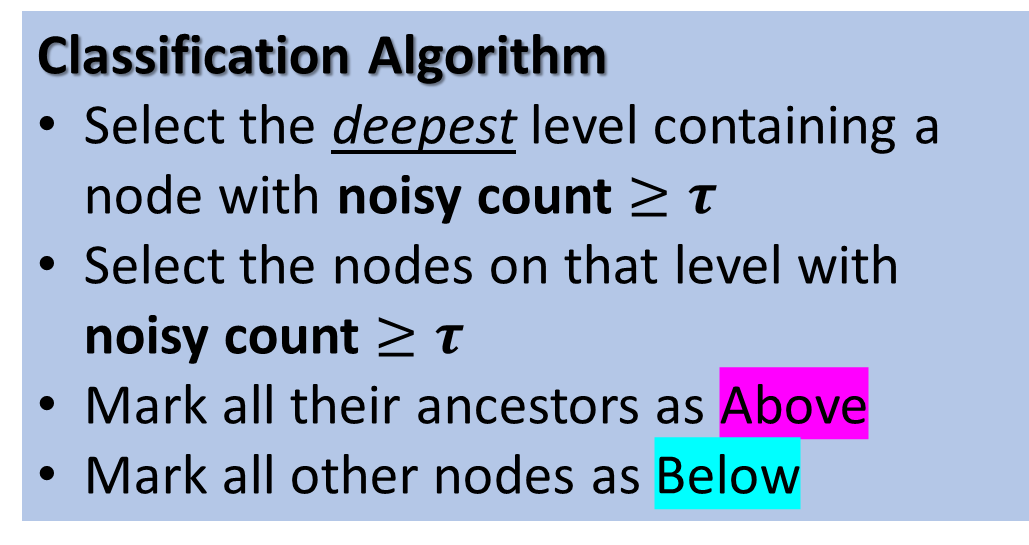 Classification Algorithm
• Select the deepest level containing a
node with noisy count ≥ τ
• Select the nodes on that level with
noisy count ≥ τ
• Mark all their ancestors as Above
• Mark all other nodes as Below